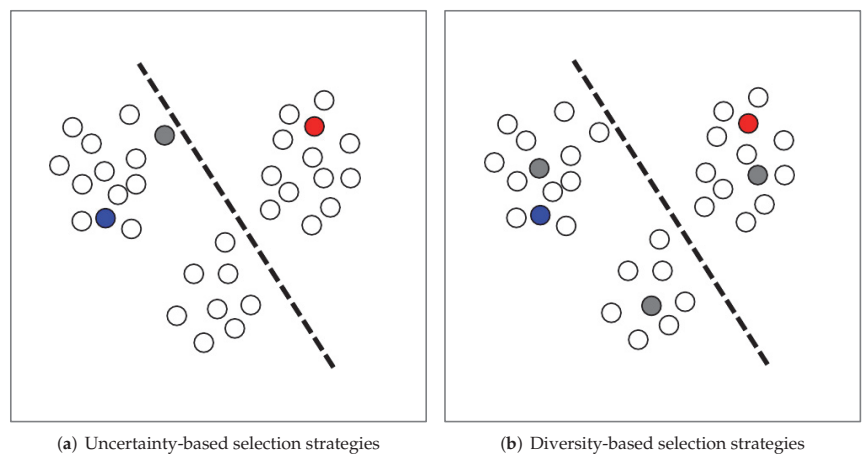 (a) Uncertainty-based selection strategies
(b) Diversity-based selection strategies